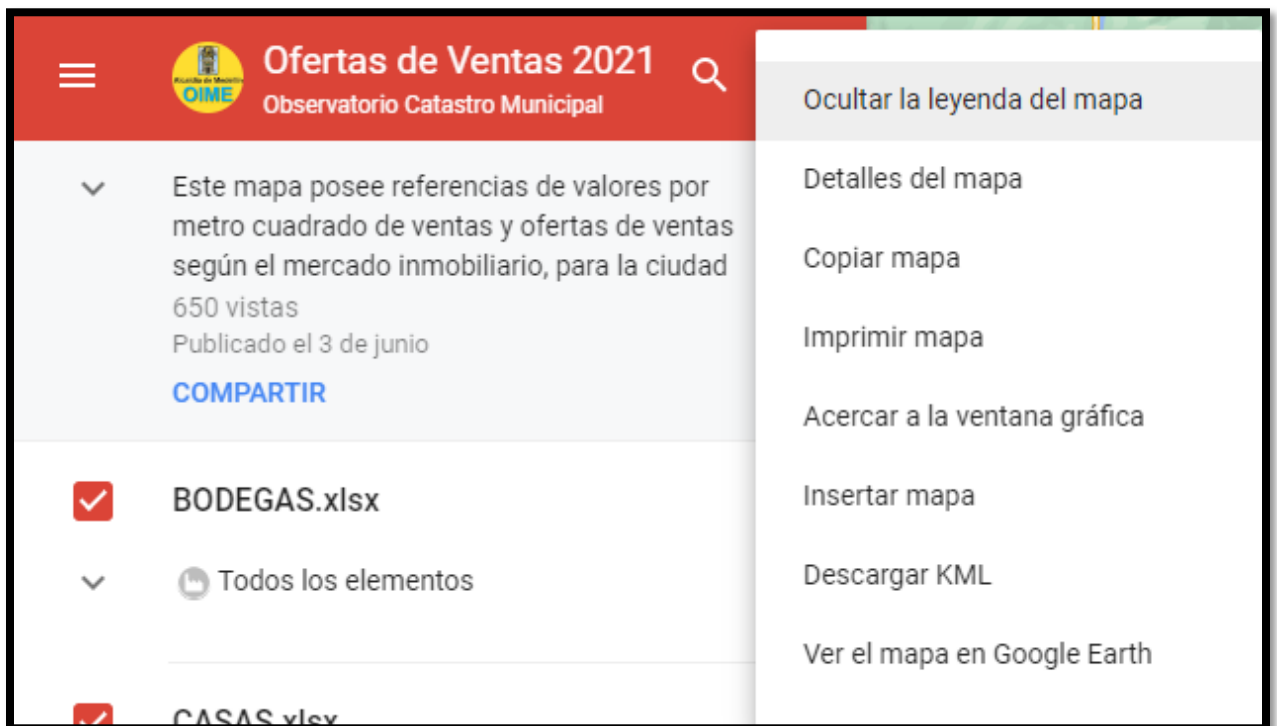 Ofertas de Ventas 2021
Alcaldía de Medellín
OIME
Observatorio Catastro Municipal
Este mapa posee referencias de valores por
metro cuadrado de ventas y ofertas de ventas
según el mercado inmobiliario, para la ciudad
650 vistas
Publicado el 3 de junio
COMPARTIR
BODEGAS.xlsx
Todos los elementos
CASAS.xlsx
Ocultar la leyenda del mapa
Detalles del mapa
Copiar mapa
Imprimir mapa
Acercar a la ventana gráfica
Insertar mapa
Descargar KML
Ver el mapa en Google Earth